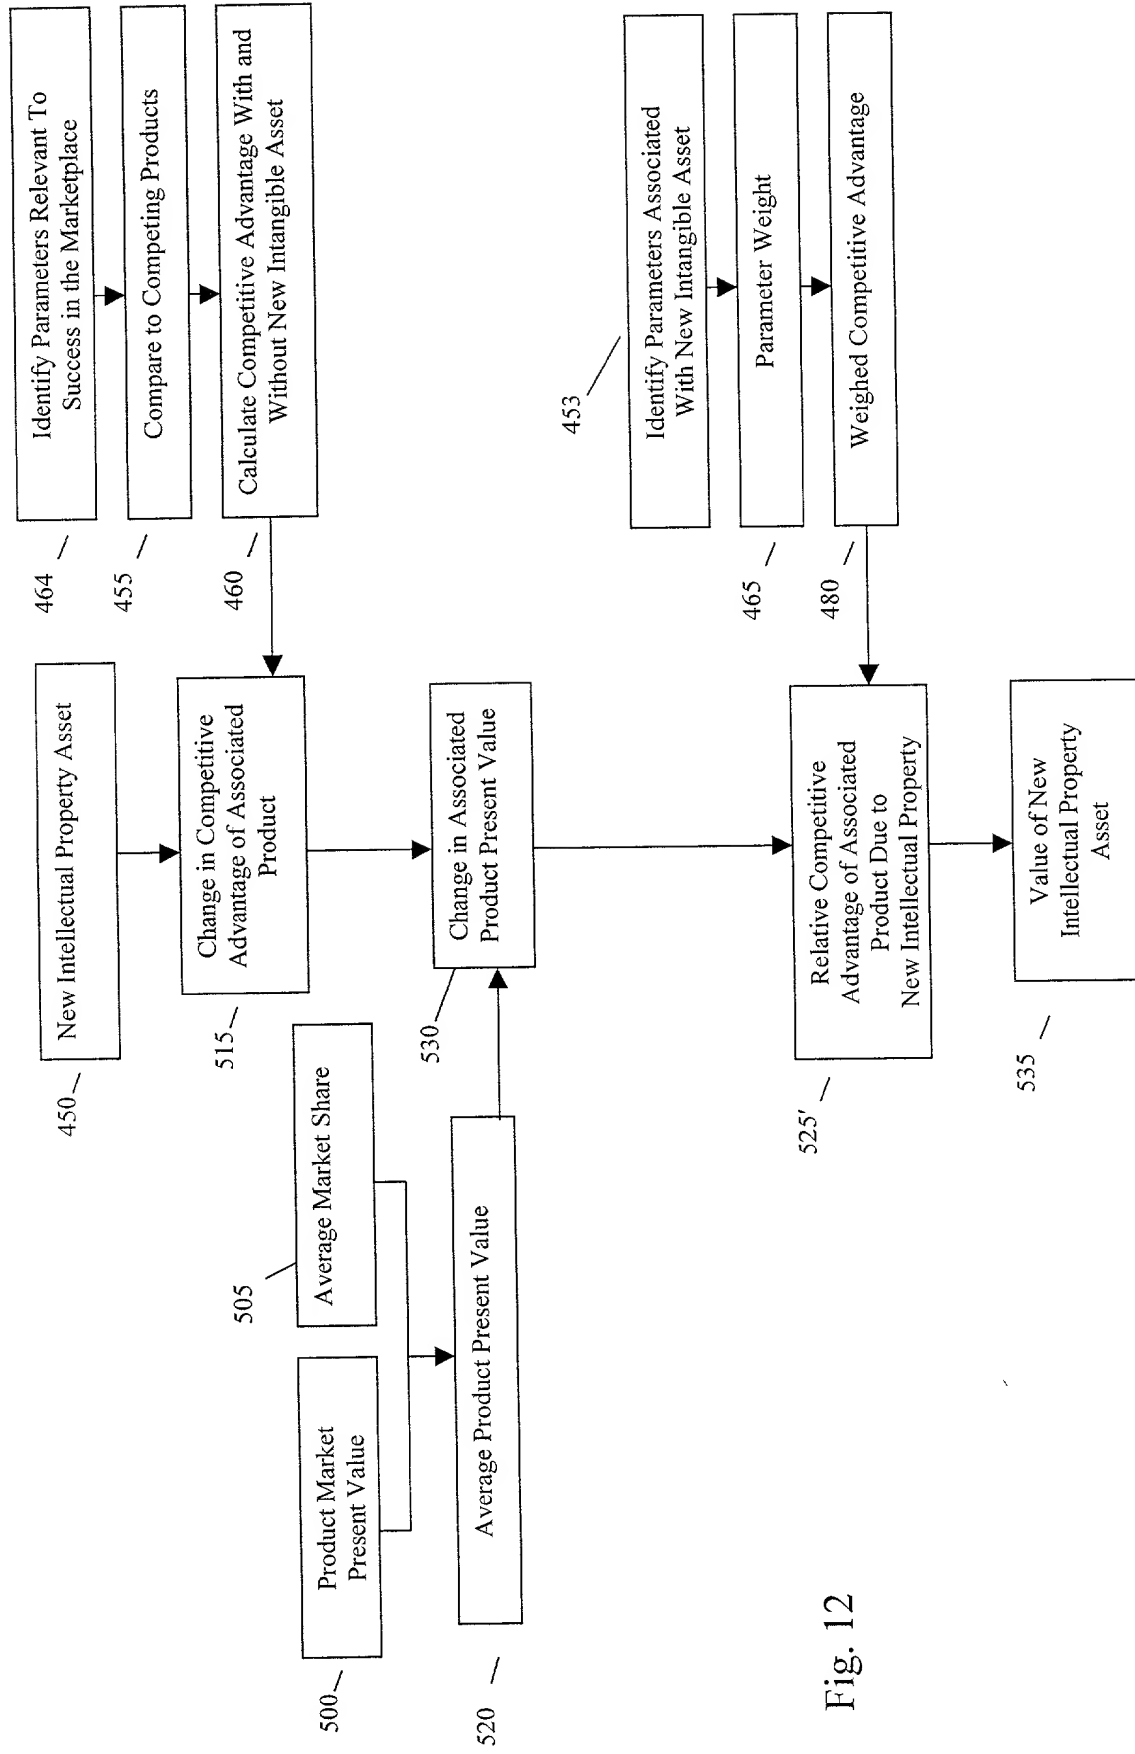 New Intellectual Property Asset
450
Identify Parameters Relevant To
Success in the Marketplace
464
Compare to Competing Products
455
Calculate Competitive Advantage With and
Without New Intangible Asset
460
Change in Competitive
Advantage of Associated
Product
515
Product Market
Present Value
500
Average Market Share
505
Average Product Present Value
520
Change in Associated
Product Present Value
530
453
Identify Parameters Associated
With New Intangible Asset
Parameter Weight
465
Weighed Competitive Advantage
480
Relative Competitive
Advantage of Associated
Product Due to
New Intellectual Property
525'
Value of New
Intellectual Property
Asset
535
Fig. 12